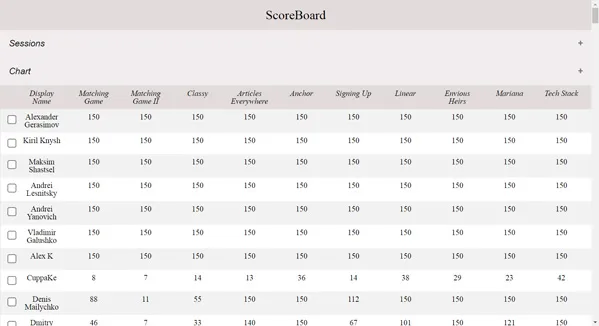 ScoreBoard
Sessions +
Chart +
Display Name Matching Game Matching Game II Classy Articles Everywhere Anchor Signing Up Linear Envious Heirs Mariana Tech Stack
Alexander Gerasimov 150 150 150 150 150 150 150 150 150 150
Kiril Knysh 150 150 150 150 150 150 150 150 150 150
Maksim Shastsel 150 150 150 150 150 150 150 150 150 150
Andrei Lesnitsky 150 150 150 150 150 150 150 150 150 150
Andrei Yanovich 150 150 150 150 150 150 150 150 150 150
Vladimir Galushko 150 150 150 150 150 150 150 150 150 150
Alex K 150 150 150 150 150 150 150 150 150 150
CuppaKe 8 7 14 13 36 14 38 29 23 42
Denis Mailychko 88 11 55 150 150 112 150 150 150 150
Dmitry 46 7 33 140 150 67 101 150 121 150